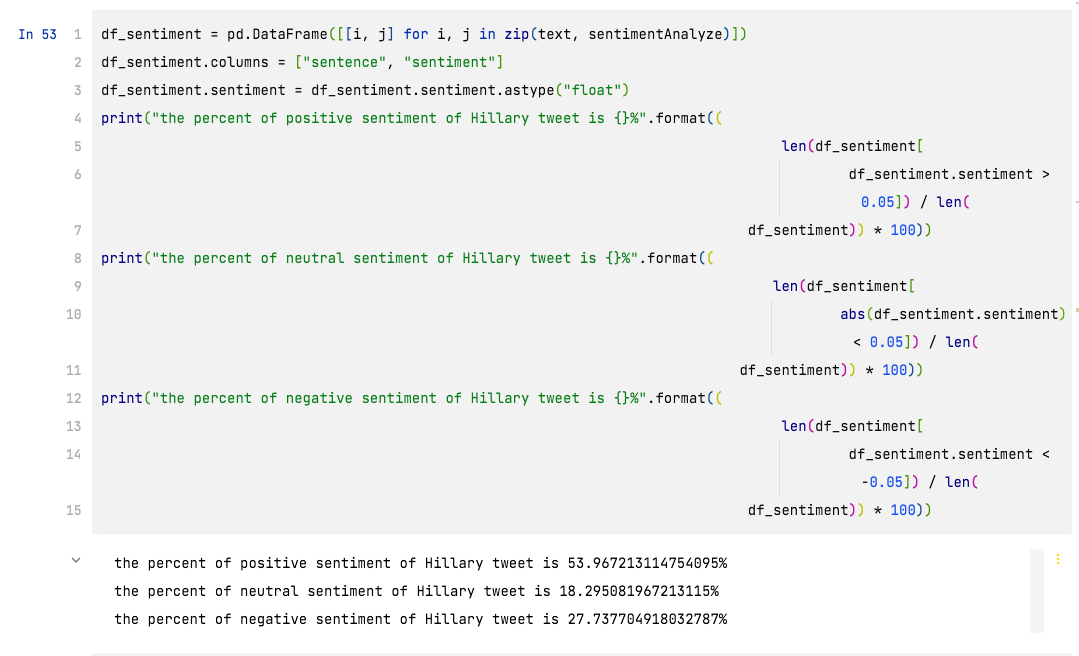 In 53 1 df_sentiment = pd.DataFrame([[i, j] for i, j in zip(text, sentimentAnalyze)])
2 df_sentiment.columns = ["sentence", "sentiment"]
3 df_sentiment.sentiment = df_sentiment.sentiment.astype("float")
4 print("the percent of positive sentiment of Hillary tweet is {}%".format((
5 len(df_sentiment[
6 df_sentiment.sentiment >
0.05]) / len(
7 df_sentiment)) * 100))
8 print("the percent of neutral sentiment of Hillary tweet is {}%".format((
9 len(df_sentiment[
10 abs(df_sentiment.sentiment)
< 0.05]) / len(
11 df_sentiment)) * 100))
12 print("the percent of negative sentiment of Hillary tweet is {}%".format((
13 len(df_sentiment[
14 df_sentiment.sentiment <
-0.05]) / len(
15 df_sentiment)) * 100))
the percent of positive sentiment of Hillary tweet is 53.967213114754095%
the percent of neutral sentiment of Hillary tweet is 18.295081967213115%
the percent of negative sentiment of Hillary tweet is 27.737704918032787%